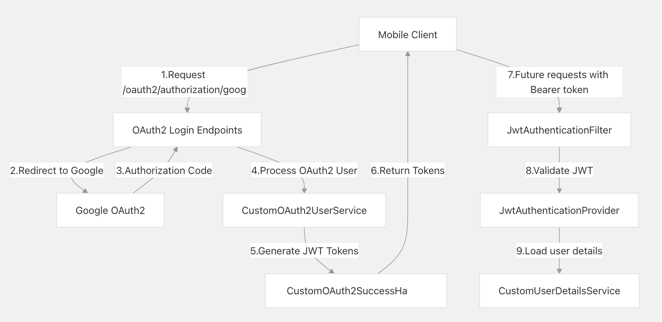 Mobile Client
1.Request
/oauth2/authorization/goog
7.Future requests with
Bearer token
OAuth2 Login Endpoints
JwtAuthenticationFilter
2.Redirect to Google
3.Authorization Code
4.Process OAuth2 User
6.Return Tokens
8.Validate JWT
Google OAuth2
CustomOAuth2UserService
JwtAuthenticationProvider
5.Generate JWT Tokens
9.Load user details
CustomOAuth2SuccessHa
CustomUserDetailsService